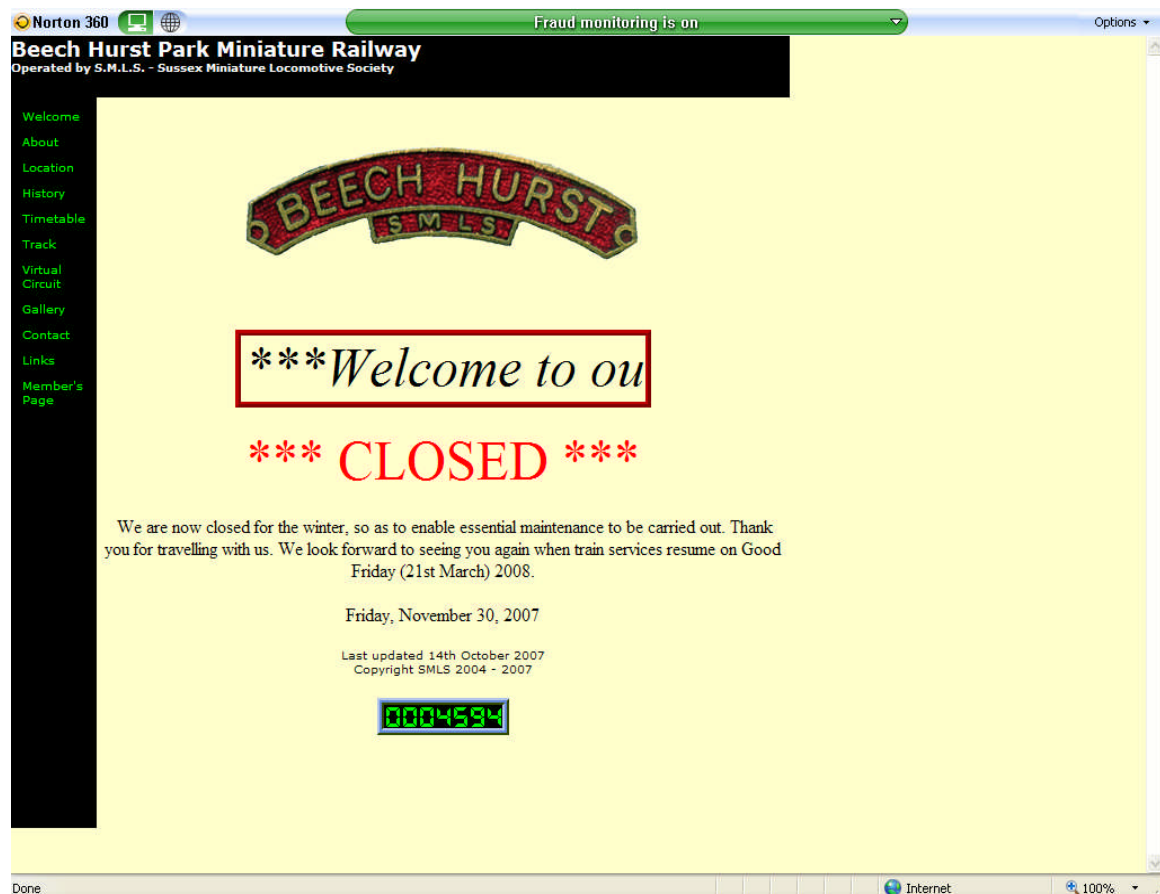 Norton 360
Fraud monitoring is on
Options
Beech Hurst Park Miniature Railway
Operated by S.M.L.S. - Sussex Miniature Locomotive Society
Welcome
About
Location
History
Timetable
Track
Virtual
Circuit
Gallery
Contact
Links
Member's
Page
BEECH HURST
S M L S
***Welcome to ou
*** CLOSED ***
We are now closed for the winter, so as to enable essential maintenance to be carried out. Thank
you for travelling with us. We look forward to seeing you again when train services resume on Good
Friday (21st March) 2008.
Friday, November 30, 2007
Last updated 14th October 2007
Copyright SMLS 2004 - 2007
0004594
Done
Internet
100%